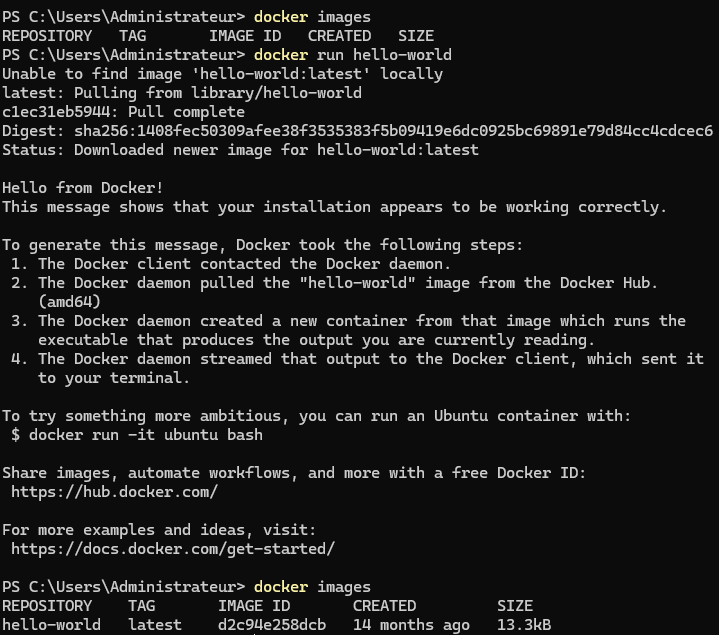 PS C:\Users\Administrateur> docker images
REPOSITORY   TAG       IMAGE ID   CREATED   SIZE
PS C:\Users\Administrateur> docker run hello-world
Unable to find image 'hello-world:latest' locally
latest: Pulling from library/hello-world
c1ec31eb5944: Pull complete
Digest: sha256:1408fec50309afee38f3535383f5b09419e6dc0925bc69891e79d84cc4cdcec6
Status: Downloaded newer image for hello-world:latest

Hello from Docker!
This message shows that your installation appears to be working correctly.

To generate this message, Docker took the following steps:
 1. The Docker client contacted the Docker daemon.
 2. The Docker daemon pulled the "hello-world" image from the Docker Hub.
    (amd64)
 3. The Docker daemon created a new container from that image which runs the
    executable that produces the output you are currently reading.
 4. The Docker daemon streamed that output to the Docker client, which sent it
    to your terminal.

To try something more ambitious, you can run an Ubuntu container with:
 $ docker run -it ubuntu bash

Share images, automate workflows, and more with a free Docker ID:
 https://hub.docker.com/

For more examples and ideas, visit:
 https://docs.docker.com/get-started/

PS C:\Users\Administrateur> docker images
REPOSITORY    TAG       IMAGE ID       CREATED         SIZE
hello-world   latest    d2c94e258dcb   14 months ago   13.3kB